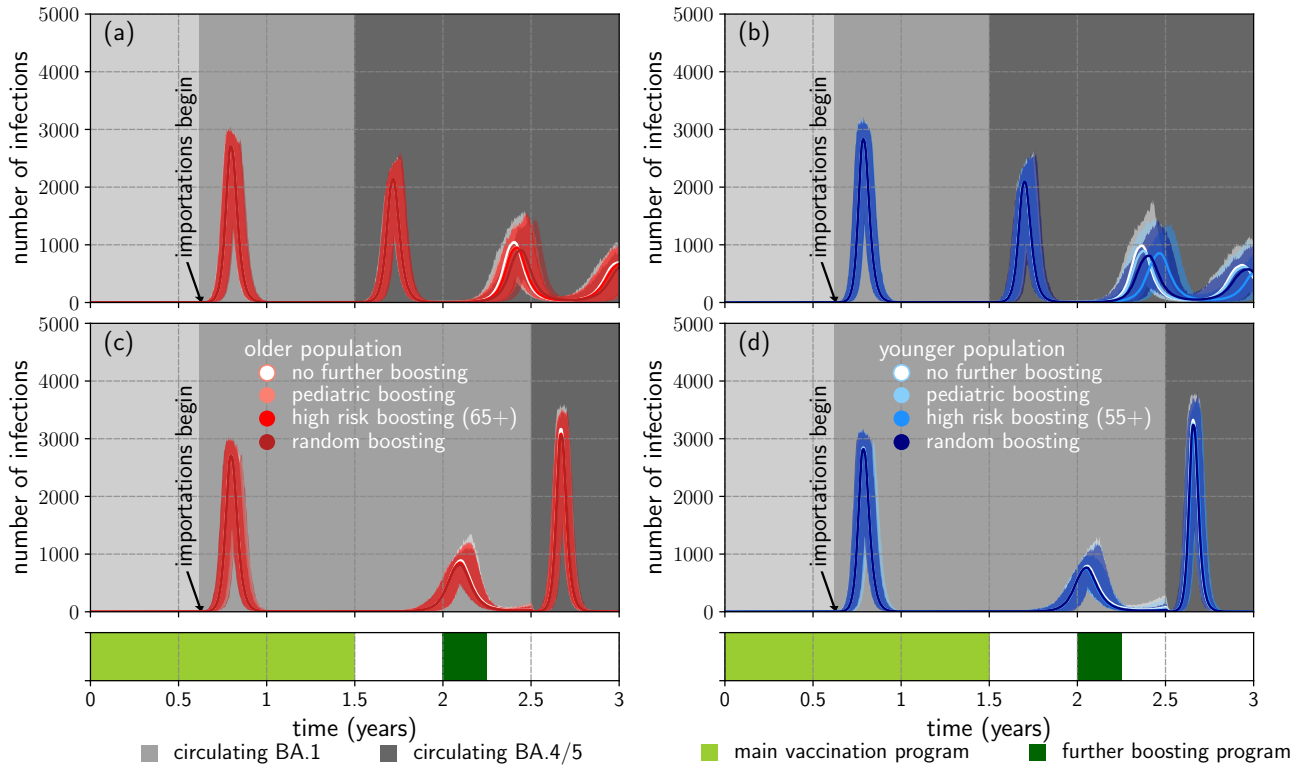 (a)
number of infections
5000
4000
3000
2000
1000
0
importations begin
(b)
number of infections
5000
4000
3000
2000
1000
0
importations begin
(c)
number of infections
5000
4000
3000
2000
1000
0
importations begin
older population
no further boosting
pediatric boosting
high risk boosting (65+)
random boosting
(d)
number of infections
5000
4000
3000
2000
1000
0
importations begin
younger population
no further boosting
pediatric boosting
high risk boosting (55+)
random boosting
0 0.5 1 1.5 2 2.5 3
time (years)
0 0.5 1 1.5 2 2.5 3
time (years)
circulating BA.1 circulating BA.4/5
main vaccination program further boosting program